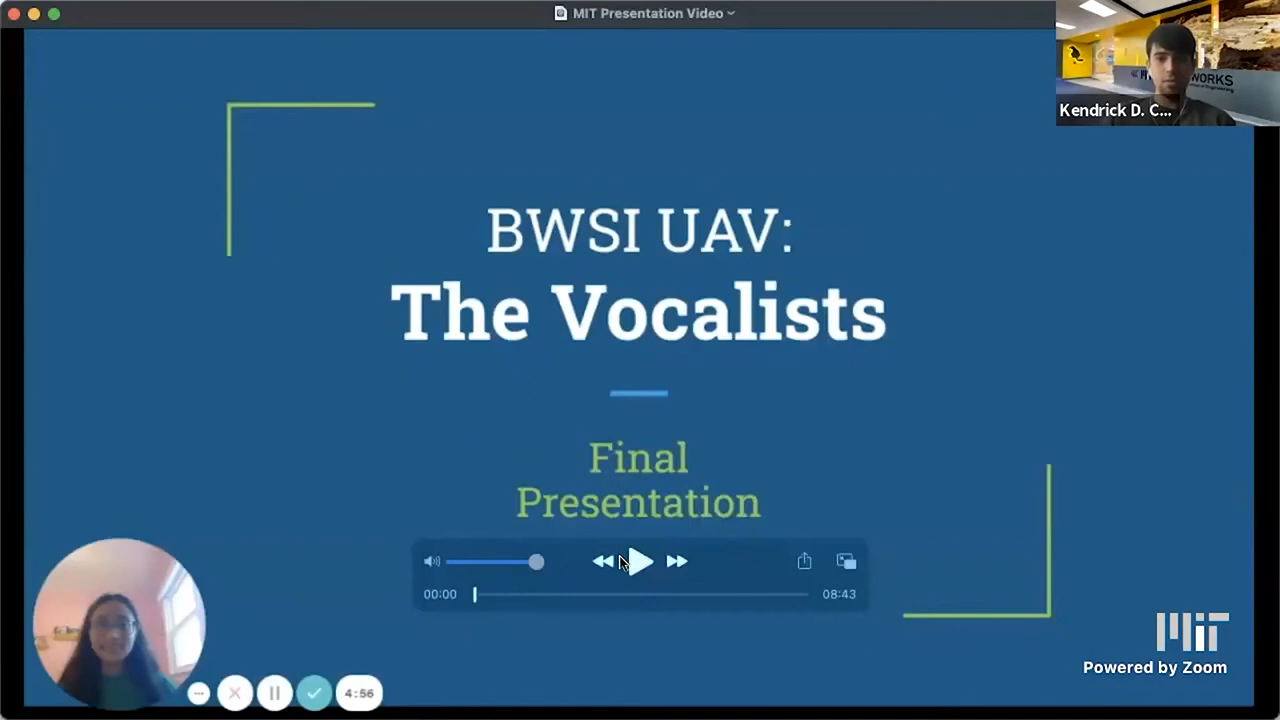 MIT Presentation Video
Kendrick D. C...
WORKS
BWSI UAV:
The Vocalists
Final
Presentation
00:00
08:43
4:56
MIT
Powered by Zoom